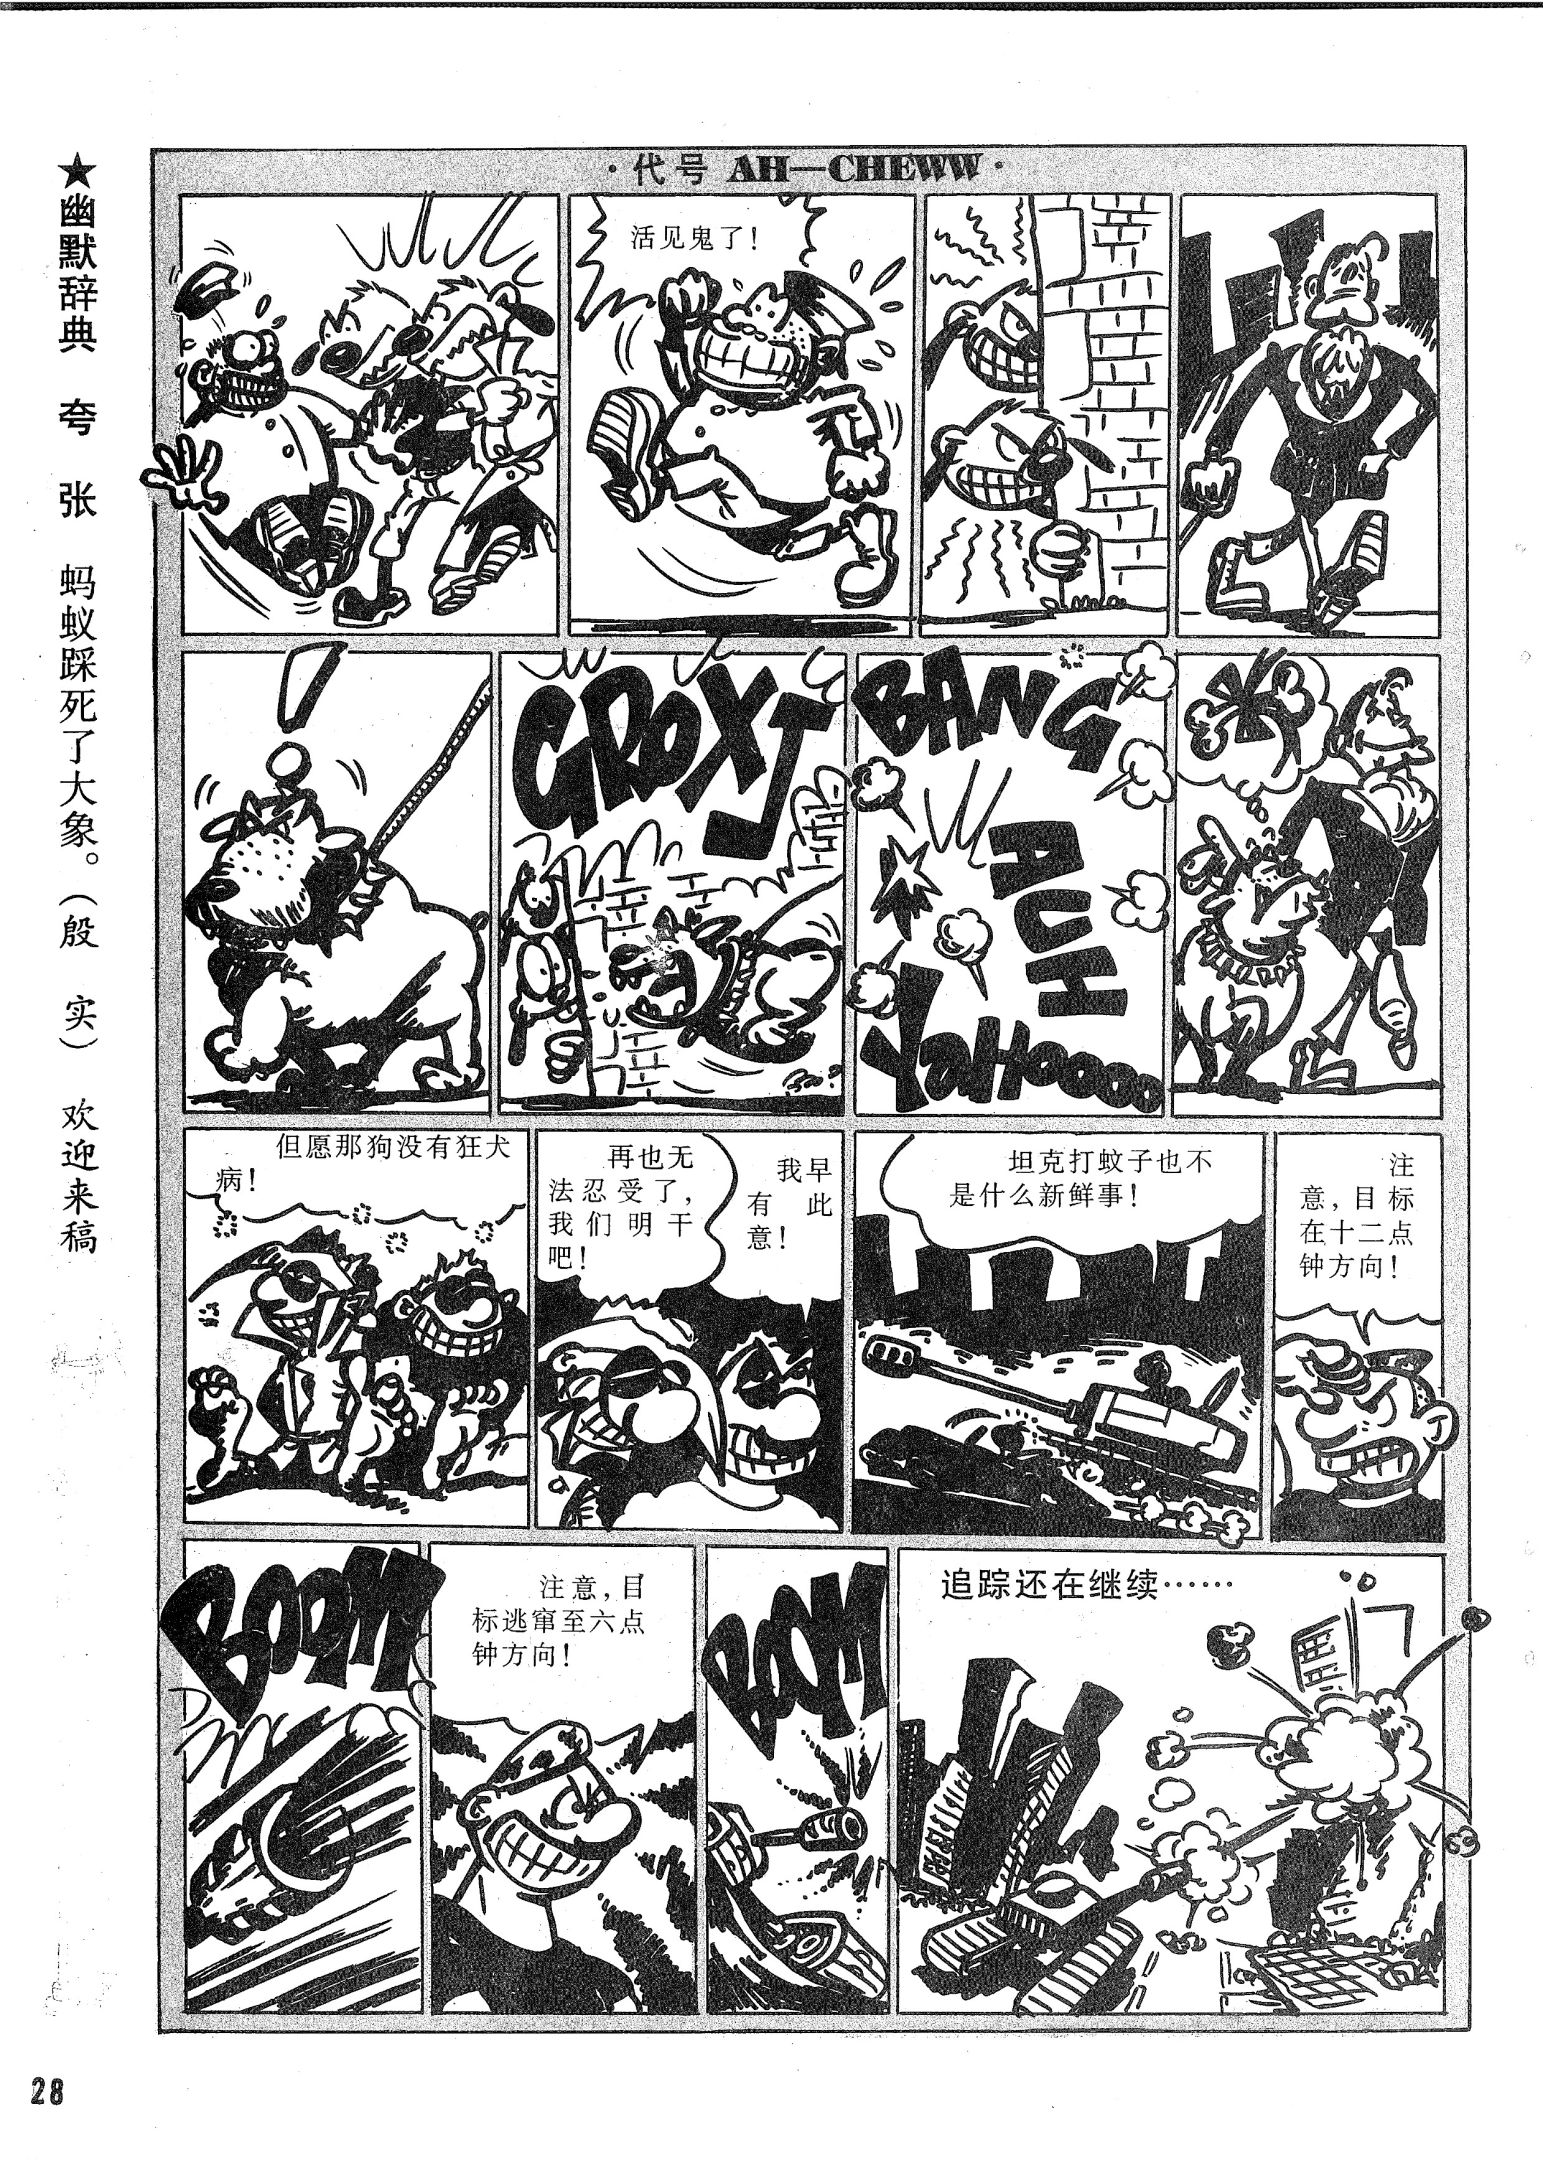 ·代号 AH—CHEWW·
★幽默辞典 夸 张 蚂蚁踩死了大象。(殷 实) 欢迎来稿
活见鬼了!
!
GROXJ
BANG
AUH
YAHOOOOO
但愿那狗没有狂犬
病!
再也无
法忍受了,
我们明干
吧!
我早
有此
意!
坦克打蚊子也不
是什么新鲜事!
注
意,目标
在十二点
钟方向!
BOOM
注意,目
标逃窜至六点
钟方向!
BOOM
追踪还在继续……
28